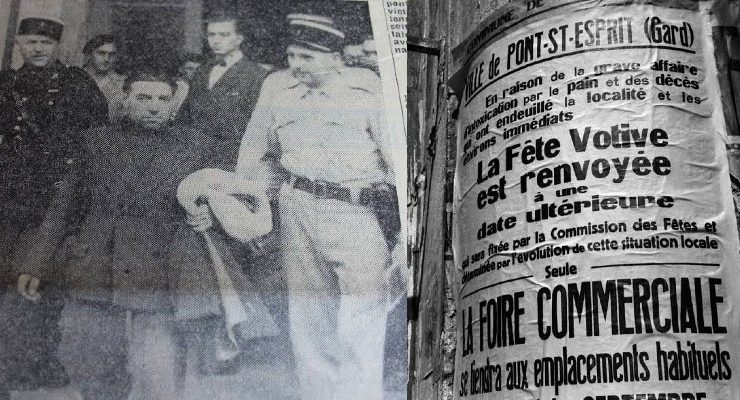 COMMUNE DE
VILLE de PONT-ST-ESPRIT (Gard)
En raison de la grave affaire
d'intoxication par le pain et des décès
qui ont endeuillé la localité et les
environs immédiats
La Fête Votive
est renvoyée
à une
date ultérieure
qui sera fixée par la Commission des Fêtes et
déterminée par l'évolution de cette situation locale
Seule
LA FOIRE COMMERCIALE
se tiendra aux emplacements habituels
SEPTEMBRE